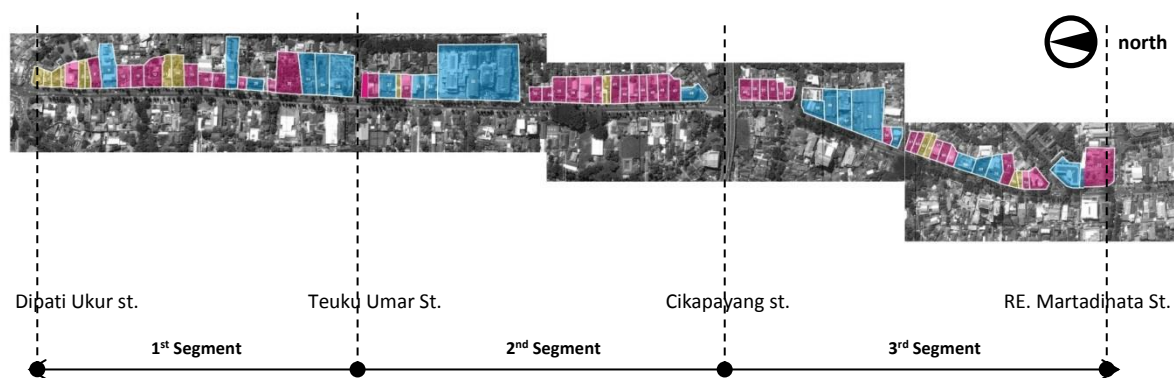 north
Dipati Ukur st.
Teuku Umar St.
Cikapayang st.
RE. Martadinata St.
1st Segment
2nd Segment
3rd Segment